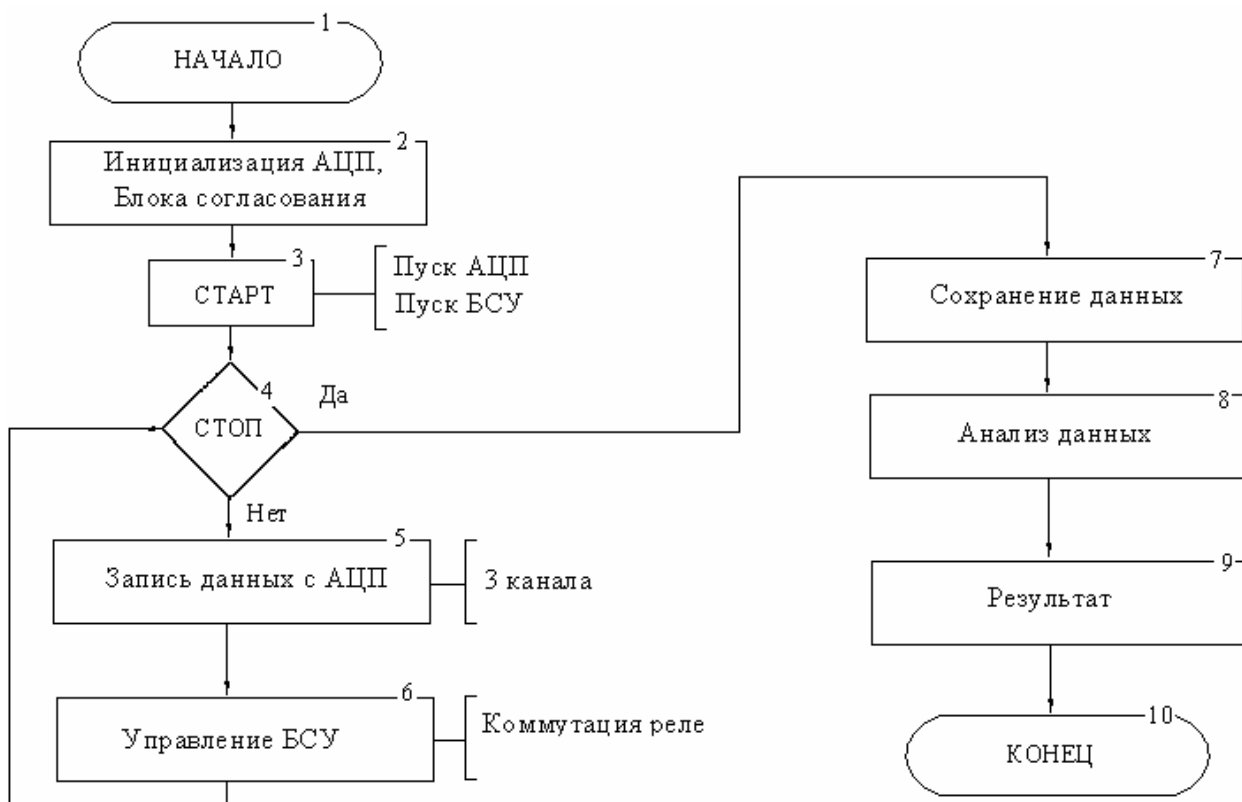 1
НАЧАЛО
2
Инициализация АЦП,
Блока согласования
3
СТАРТ
Пуск АЦП
Пуск БСУ
4
СТОП
Да
Нет
5
Запись данных с АЦП
3 канала
6
Управление БСУ
Коммутация реле
7
Сохранение данных
8
Анализ данных
9
Результат
10
КОНЕЦ